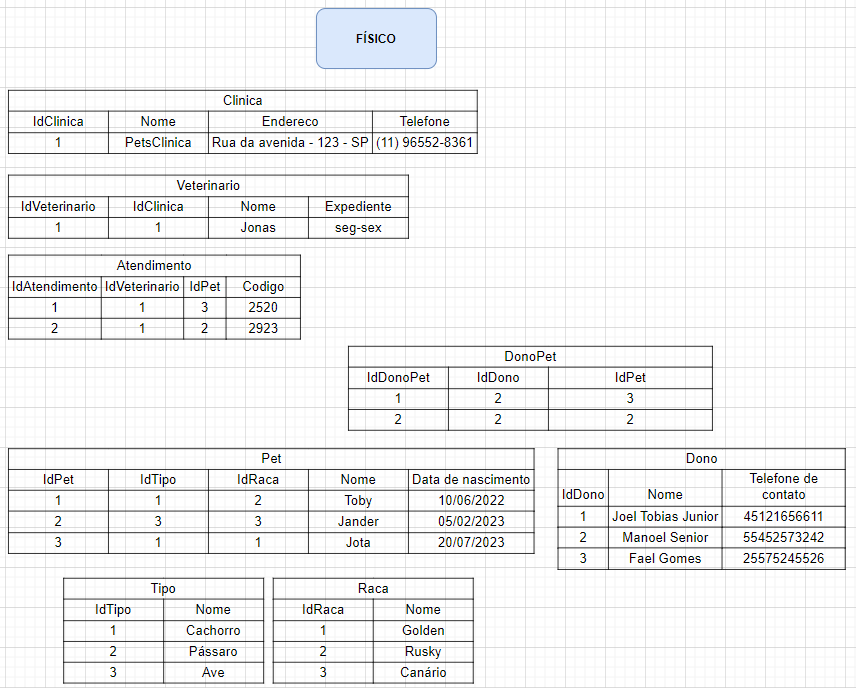 FÍSICO
Clinica
IdClinica Nome Endereco Telefone
1 PetsClinica Rua da avenida - 123 - SP (11) 96552-8361
Veterinario
IdVeterinario IdClinica Nome Expediente
1 1 Jonas seg-sex
Atendimento
IdAtendimento IdVeterinario IdPet Codigo
1 1 3 2520
2 1 2 2923
DonoPet
IdDonoPet IdDono IdPet
1 2 3
2 2 2
Pet
IdPet IdTipo IdRaca Nome Data de nascimento
1 1 2 Toby 10/06/2022
2 3 3 Jander 05/02/2023
3 1 1 Jota 20/07/2023
Dono
IdDono Nome Telefone de
contato
1 Joel Tobias Junior 45121656611
2 Manoel Senior 55452573242
3 Fael Gomes 25575245526
Tipo
IdTipo Nome
1 Cachorro
2 Pássaro
3 Ave
Raca
IdRaca Nome
1 Golden
2 Rusky
3 Canário